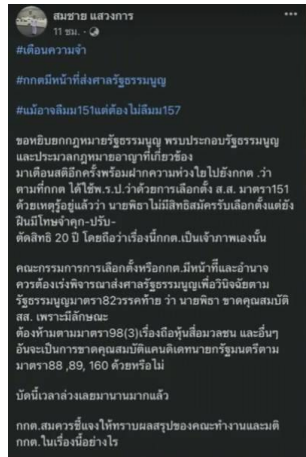 สมชาย แสวงการ
11 ชม. ·
#เตือนความจำ
#กกตมีหน้าที่ส่งศาลรัฐธรรมนูญ
#แม้อาจลืมม151แต่ต้องไม่ลืมม157
ขอหยิบยกกฎหมายรัฐธรรมนูญ พรบประกอบรัฐธรรมนูญ
และประมวลกฎหมายอาญาที่เกี่ยวข้อง
มาเตือนสติอีกครั้งพร้อมฝากความห่วงใยไปยังกกต .ว่า
ตามที่กกต ได้ใช้พ.ร.ป.ว่าด้วยการเลือกตั้ง ส.ส. มาตรา151
ด้วยเหตุรู้อยู่แล้วว่า นายพิธาไม่มีสิทธิสมัครรับเลือกตั้งแต่ยัง
ฝืนมีโทษจำคุก-ปรับ-
ตัดสิทธิ 20 ปี โดยถือว่าเรื่องนี้กกต.เป็นเจ้าภาพเองนั้น
คณะกรรมการการเลือกตั้งหรือกกต.มีหน้าที่และอำนาจ
ควรต้องเร่งพิจารณาส่งศาลรัฐธรรมนูญเพื่อวินิจฉัยตาม
รัฐธรรมนูญมาตรา82วรรคท้าย ว่า นายพิธา ขาดคุณสมบัติ
สส. เพราะมีลักษณะ
ต้องห้ามตามมาตรา98(3)เรื่องถือหุ้นสื่อมวลชน และอื่นๆ
อันจะเป็นการขาดคุณสมบัติแคนดิเดทนายกรัฐมนตรีตาม
มาตรา88 ,89, 160 ด้วยหรือไม่
บัดนี้เวลาล่วงเลยมานานมากแล้ว
กกต.สมควรชี้แจงให้ทราบผลสรุปของคณะทำงานและมติ
กกต.ในเรื่องนี้อย่างไร